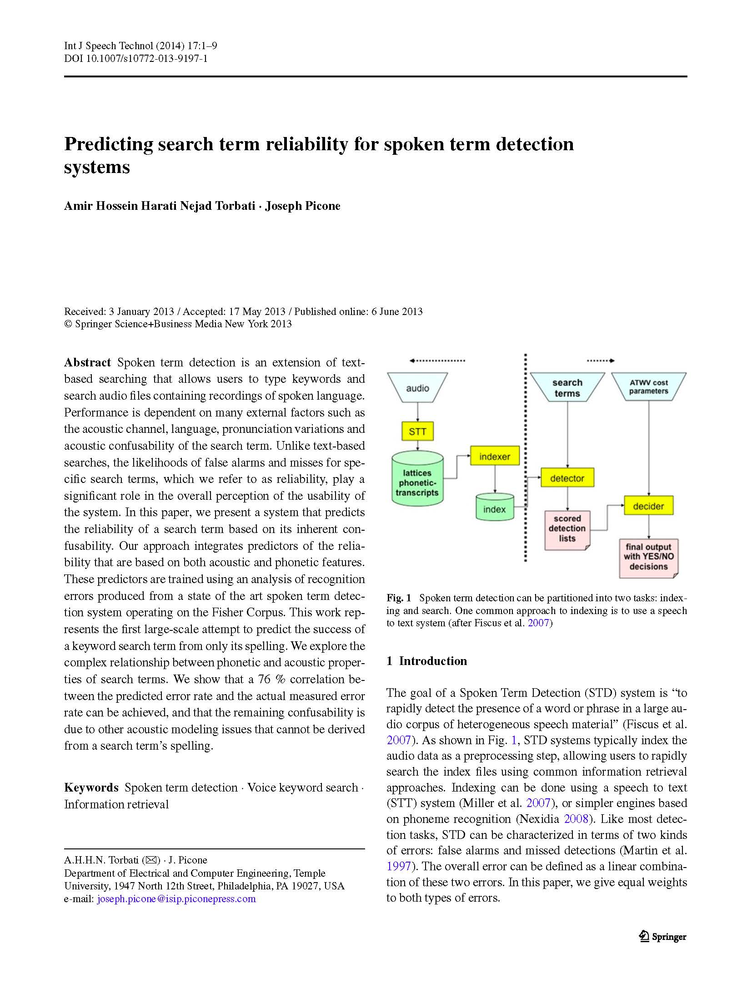 Int J Speech Technol (2014) 17:1–9
DOI 10.1007/s10772-013-9197-1
Predicting search term reliability for spoken term detection
systems
Amir Hossein Harati Nejad Torbati · Joseph Picone
Received: 3 January 2013 / Accepted: 17 May 2013 / Published online: 6 June 2013
© Springer Science+Business Media New York 2013
Abstract Spoken term detection is an extension of text-
based searching that allows users to type keywords and
search audio files containing recordings of spoken language.
Performance is dependent on many external factors such as
the acoustic channel, language, pronunciation variations and
acoustic confusability of the search term. Unlike text-based
searches, the likelihoods of false alarms and misses for spe-
cific search terms, which we refer to as reliability, play a
significant role in the overall perception of the usability of
the system. In this paper, we present a system that predicts
the reliability of a search term based on its inherent con-
fusability. Our approach integrates predictors of the relia-
bility that are based on both acoustic and phonetic features.
These predictors are trained using an analysis of recognition
errors produced from a state of the art spoken term detec-
tion system operating on the Fisher Corpus. This work rep-
resents the first large-scale attempt to predict the success of
a keyword search term from only its spelling. We explore the
complex relationship between phonetic and acoustic proper-
ties of search terms. We show that a 76 % correlation be-
tween the predicted error rate and the actual measured error
rate can be achieved, and that the remaining confusability is
due to other acoustic modeling issues that cannot be derived
from a search term's spelling.
Keywords Spoken term detection · Voice keyword search ·
Information retrieval
A.H.H.N. Torbati (✉) · J. Picone
Department of Electrical and Computer Engineering, Temple
University, 1947 North 12th Street, Philadelphia, PA 19027, USA
e-mail: joseph.picone@isip.piconepress.com
audio
search
terms
ATWV cost
parameters
STT
indexer
lattices
phonetic-
transcripts
detector
index
decider
scored
detection
lists
final output
with YES/NO
decisions
Fig. 1 Spoken term detection can be partitioned into two tasks: index-
ing and search. One common approach to indexing is to use a speech
to text system (after Fiscus et al. 2007)
1 Introduction
The goal of a Spoken Term Detection (STD) system is “to
rapidly detect the presence of a word or phrase in a large au-
dio corpus of heterogeneous speech material” (Fiscus et al.
2007). As shown in Fig. 1, STD systems typically index the
audio data as a preprocessing step, allowing users to rapidly
search the index files using common information retrieval
approaches. Indexing can be done using a speech to text
(STT) system (Miller et al. 2007), or simpler engines based
on phoneme recognition (Nexidia 2008). Like most detec-
tion tasks, STD can be characterized in terms of two kinds
of errors: false alarms and missed detections (Martin et al.
1997). The overall error can be defined as a linear combina-
tion of these two errors. In this paper, we give equal weights
to both types of errors.
Springer